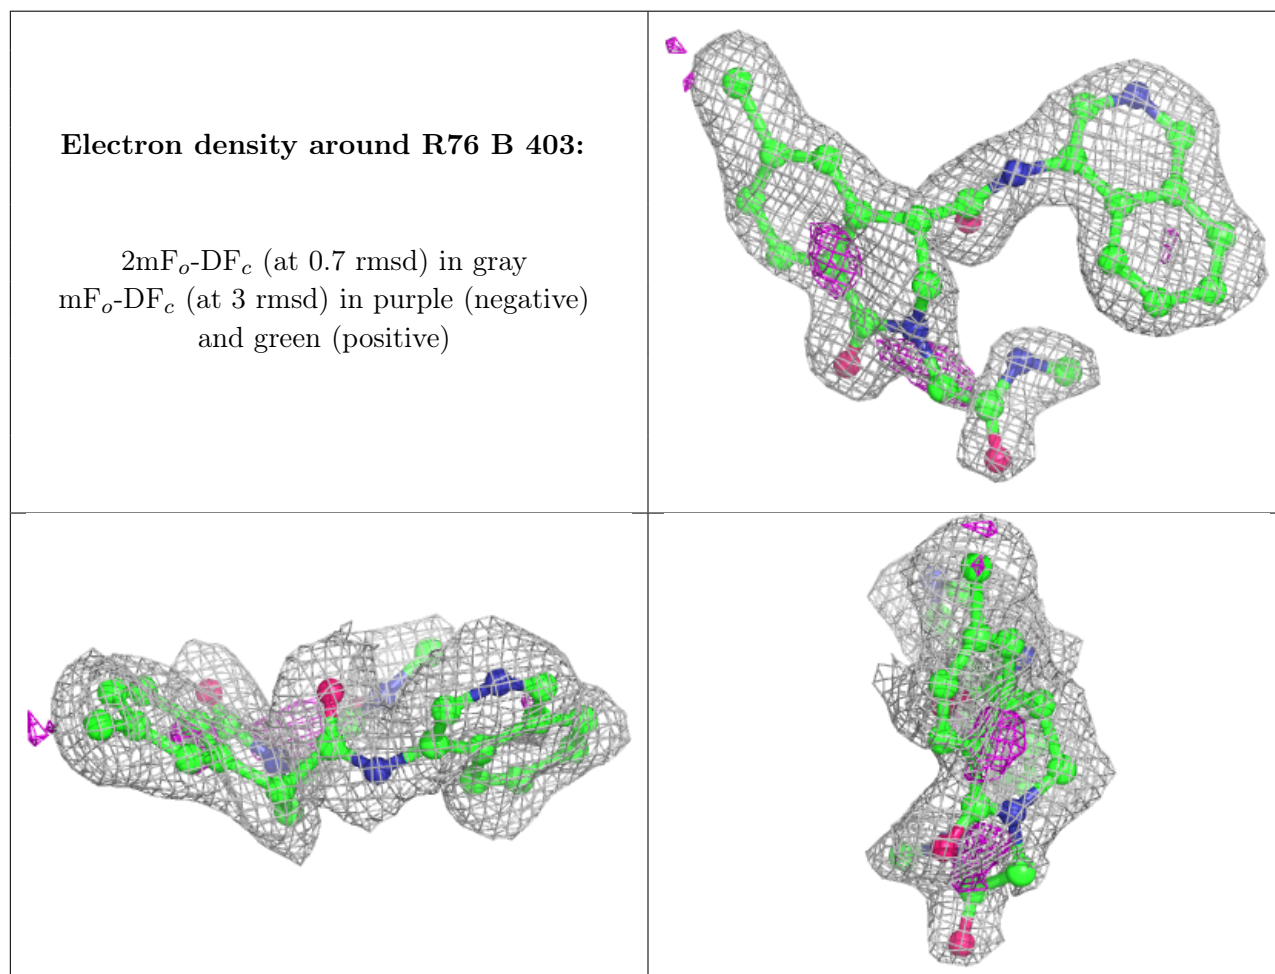 Electron density around R76 B 403:
2mFo-DFc (at 0.7 rmsd) in gray
mFo-DFc (at 3 rmsd) in purple (negative)
and green (positive)